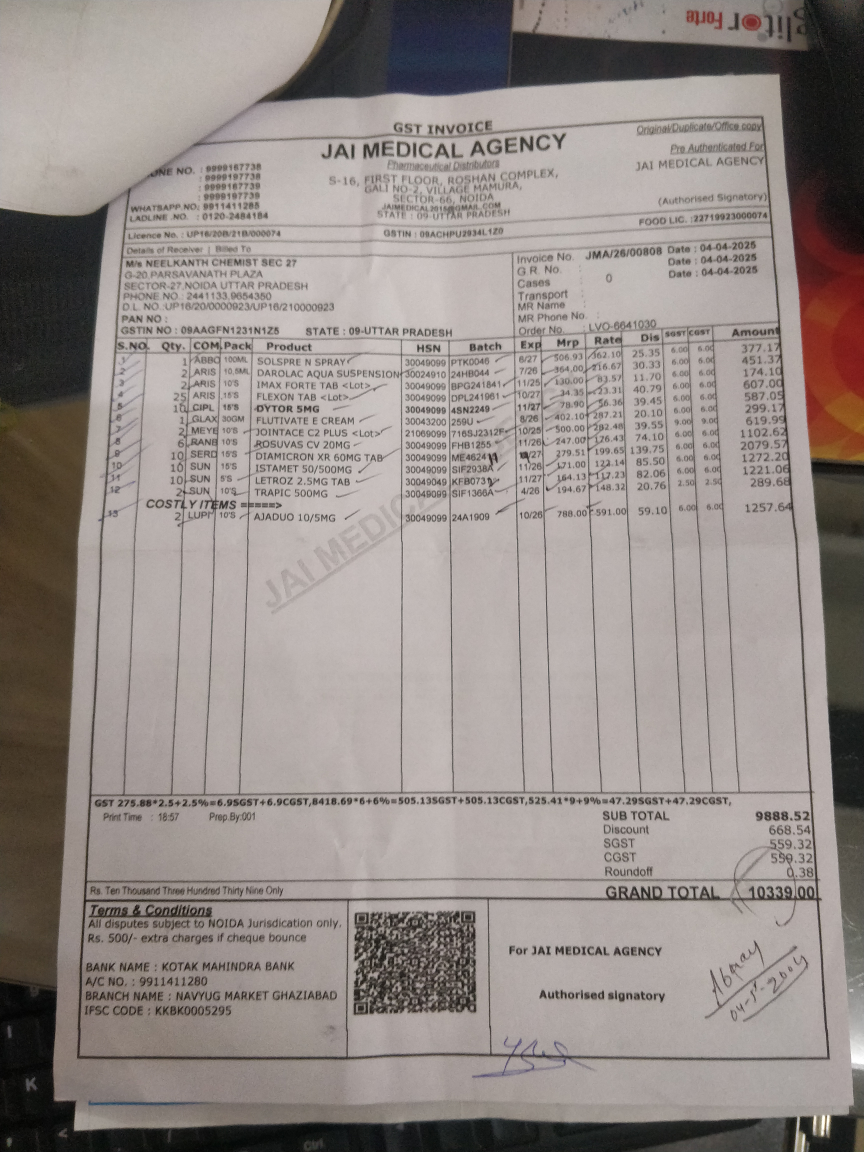 glitor Forte
GST INVOICE
Original/Duplicate/Office copy
JAI MEDICAL AGENCY
Pharmaceutical Distributors
S-16, FIRST FLOOR, ROSHAN COMPLEX,
GALI NO-2, VILLAGE MAMURA,
SECTOR-66, NOIDA
STATE : 09-UTTAR PRADESH
Pre Authenticated For
JAI MEDICAL AGENCY
(Authorised Signatory)
ONE NO. : 9999167738
: 9999187739
WHATSAPP.NO: 9911411285
LADLINE .NO. : 0120-2484184
FOOD LIC. :22719923000074
Licence No. : UP16/20B/21B/000074
GSTIN : 09ACHPU2934L1Z0
Details of Receiver | Billed To
M/s NEELKANTH CHEMIST SEC 27
G-20,PARSAVANATH PLAZA
SECTOR-27,NOIDA UTTAR PRADESH
PHONE.NO.: 2441133,9654350
D.L NO.:UP16/20/0000923/UP16/210000923
PAN NO :
GSTIN NO : 09AAGFN1231N1Z5 STATE : 09-UTTAR PRADESH
Invoice No. JMA/26/00808 Date : 04-04-2025
G.R. No. : Date : 04-04-2025
Cases : 0 Date : 04-04-2025
Transport :
MR Name :
MR Phone No. :
Order No. : LVO-6641030
S.NO. Qty. COM. Pack Product HSN Batch Exp Mrp Rate Dis SGST CGST Amount
1 1 ABBO 100ML SOLSPRE N SPRAY 30049099 PTK0046 6/27 506.93 362.10 25.35 6.00 6.00 377.17
2 2 ARIS 10,5ML DAROLAC AQUA SUSPENSION 30024910 24HB044 7/26 364.00 216.67 30.33 6.00 6.00 451.37
3 2 ARIS 10'S IMAX FORTE TAB <Lot> 30049099 BPG241841 11/25 130.00 83.57 11.70 6.00 6.00 174.10
4 25 ARIS 15'S FLEXON TAB <Lot> 30049099 DPL241961 10/27 34.35 23.31 40.79 6.00 6.00 607.00
5 10 CIPL 15'S DYTOR 5MG 30049099 4SN2249 11/27 78.90 56.36 39.45 6.00 6.00 587.05
6 1 GLAX 30GM FLUTIVATE E CREAM 30043200 259U 8/26 402.10 287.21 20.10 6.00 6.00 299.17
7 2 MEYE 10'S JOINTACE C2 PLUS <Lot> 21069099 716SJ2312F 10/25 500.00 282.48 39.55 9.00 9.00 619.99
8 6 RANB 10'S ROSUVAS CV 20MG 30049099 FHB1255 11/26 247.00 176.43 74.10 6.00 6.00 1102.62
9 10 SERD 15'S DIAMICRON XR 60MG TAB 30049099 279.51 199.65 139.75 6.00 6.00 2079.57
10 10 SUN 15'S ISTAMET 50/500MG 30049099 SIF2938A 11/26 171.00 122.14 85.50 6.00 6.00 1272.20
11 10 SUN 5'S LETROZ 2.5MG TAB 30049049 11/27 164.13 117.23 82.06 6.00 6.00 1221.06
12 2 SUN 10'S TRAPIC 500MG 30049099 SIF1366A 4/26 194.67 148.32 20.76 2.50 2.50 289.68
COSTLY ITEMS =====>
13 2 LUPI 10'S AJADUO 10/5MG 30049099 24A1909 10/26 788.00 591.00 59.10 6.00 6.00 1257.64
JAI MEDICAL
GST 275.88*2.5+2.5%=6.9SGST+6.9CGST,8418.69*6+6%=505.13SGST+505.13CGST,525.41*9+9%=47.29SGST+47.29CGST,
Print Time : 18:57 Prep.By:001
SUB TOTAL 9888.52
Discount 668.54
SGST 559.32
CGST 559.32
Roundoff 0.38
Rs. Ten Thousand Three Hundred Thirty Nine Only
GRAND TOTAL 10339.00
Terms & Conditions
All disputes subject to NOIDA Jurisdication only.
Rs. 500/- extra charges if cheque bounce
BANK NAME : KOTAK MAHINDRA BANK
A/C NO. : 9911411280
BRANCH NAME : NAVYUG MARKET GHAZIABAD
IFSC CODE : KKBK0005295
For JAI MEDICAL AGENCY
Authorised signatory
K
Ctrl